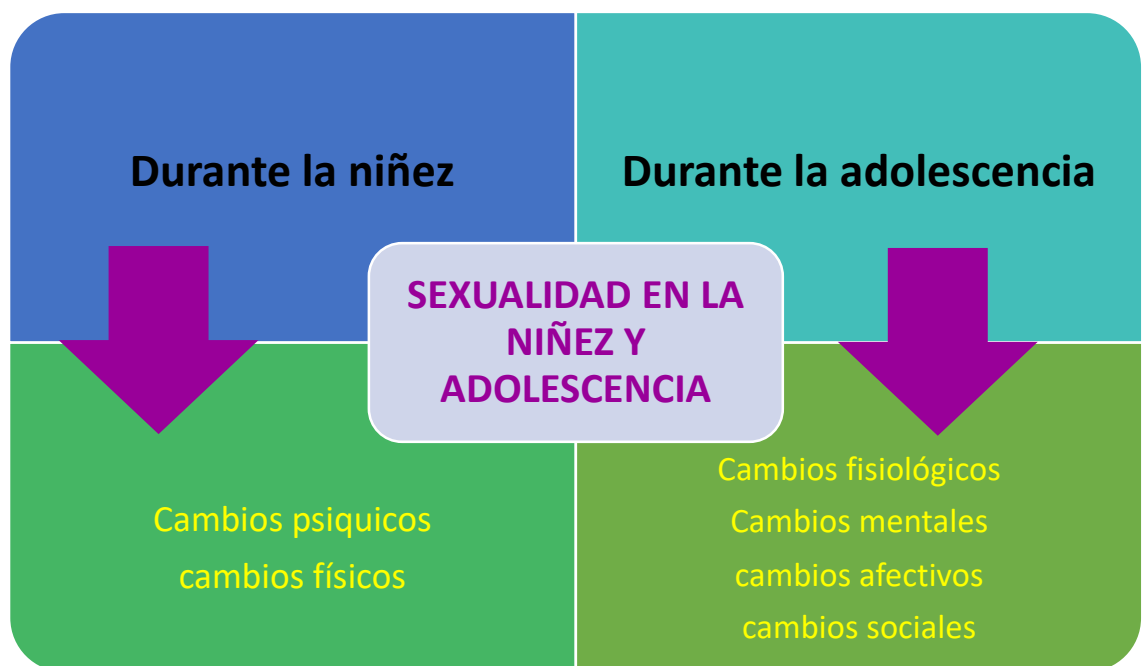 Durante la niñez
Durante la adolescencia
SEXUALIDAD EN LA
NIÑEZ Y
ADOLESCENCIA
Cambios psiquicos
cambios físicos
Cambios fisiológicos
Cambios mentales
cambios afectivos
cambios sociales